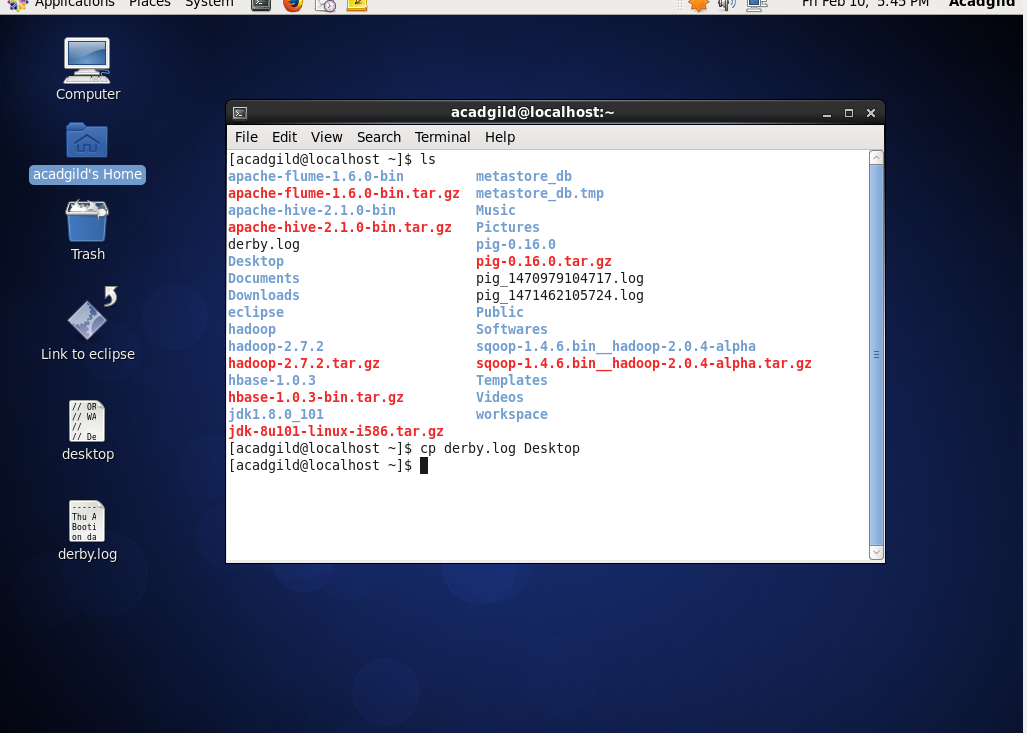 Applications Places System Fri Feb 10, 5:45 PM Acadgild
Computer
acadgild's Home
Trash
Link to eclipse
// OR
// WA
//
// De
desktop
------
Thu A
Booti
on da
derby.log
acadgild@localhost:~
File Edit View Search Terminal Help
[acadgild@localhost ~]$ ls
apache-flume-1.6.0-bin metastore_db
apache-flume-1.6.0-bin.tar.gz metastore_db.tmp
apache-hive-2.1.0-bin Music
apache-hive-2.1.0-bin.tar.gz Pictures
derby.log pig-0.16.0
Desktop pig-0.16.0.tar.gz
Documents pig_1470979104717.log
Downloads pig_1471462105724.log
eclipse Public
hadoop Softwares
hadoop-2.7.2 sqoop-1.4.6.bin__hadoop-2.0.4-alpha
hadoop-2.7.2.tar.gz sqoop-1.4.6.bin__hadoop-2.0.4-alpha.tar.gz
hbase-1.0.3 Templates
hbase-1.0.3-bin.tar.gz Videos
jdk1.8.0_101 workspace
jdk-8u101-linux-i586.tar.gz
[acadgild@localhost ~]$ cp derby.log Desktop
[acadgild@localhost ~]$